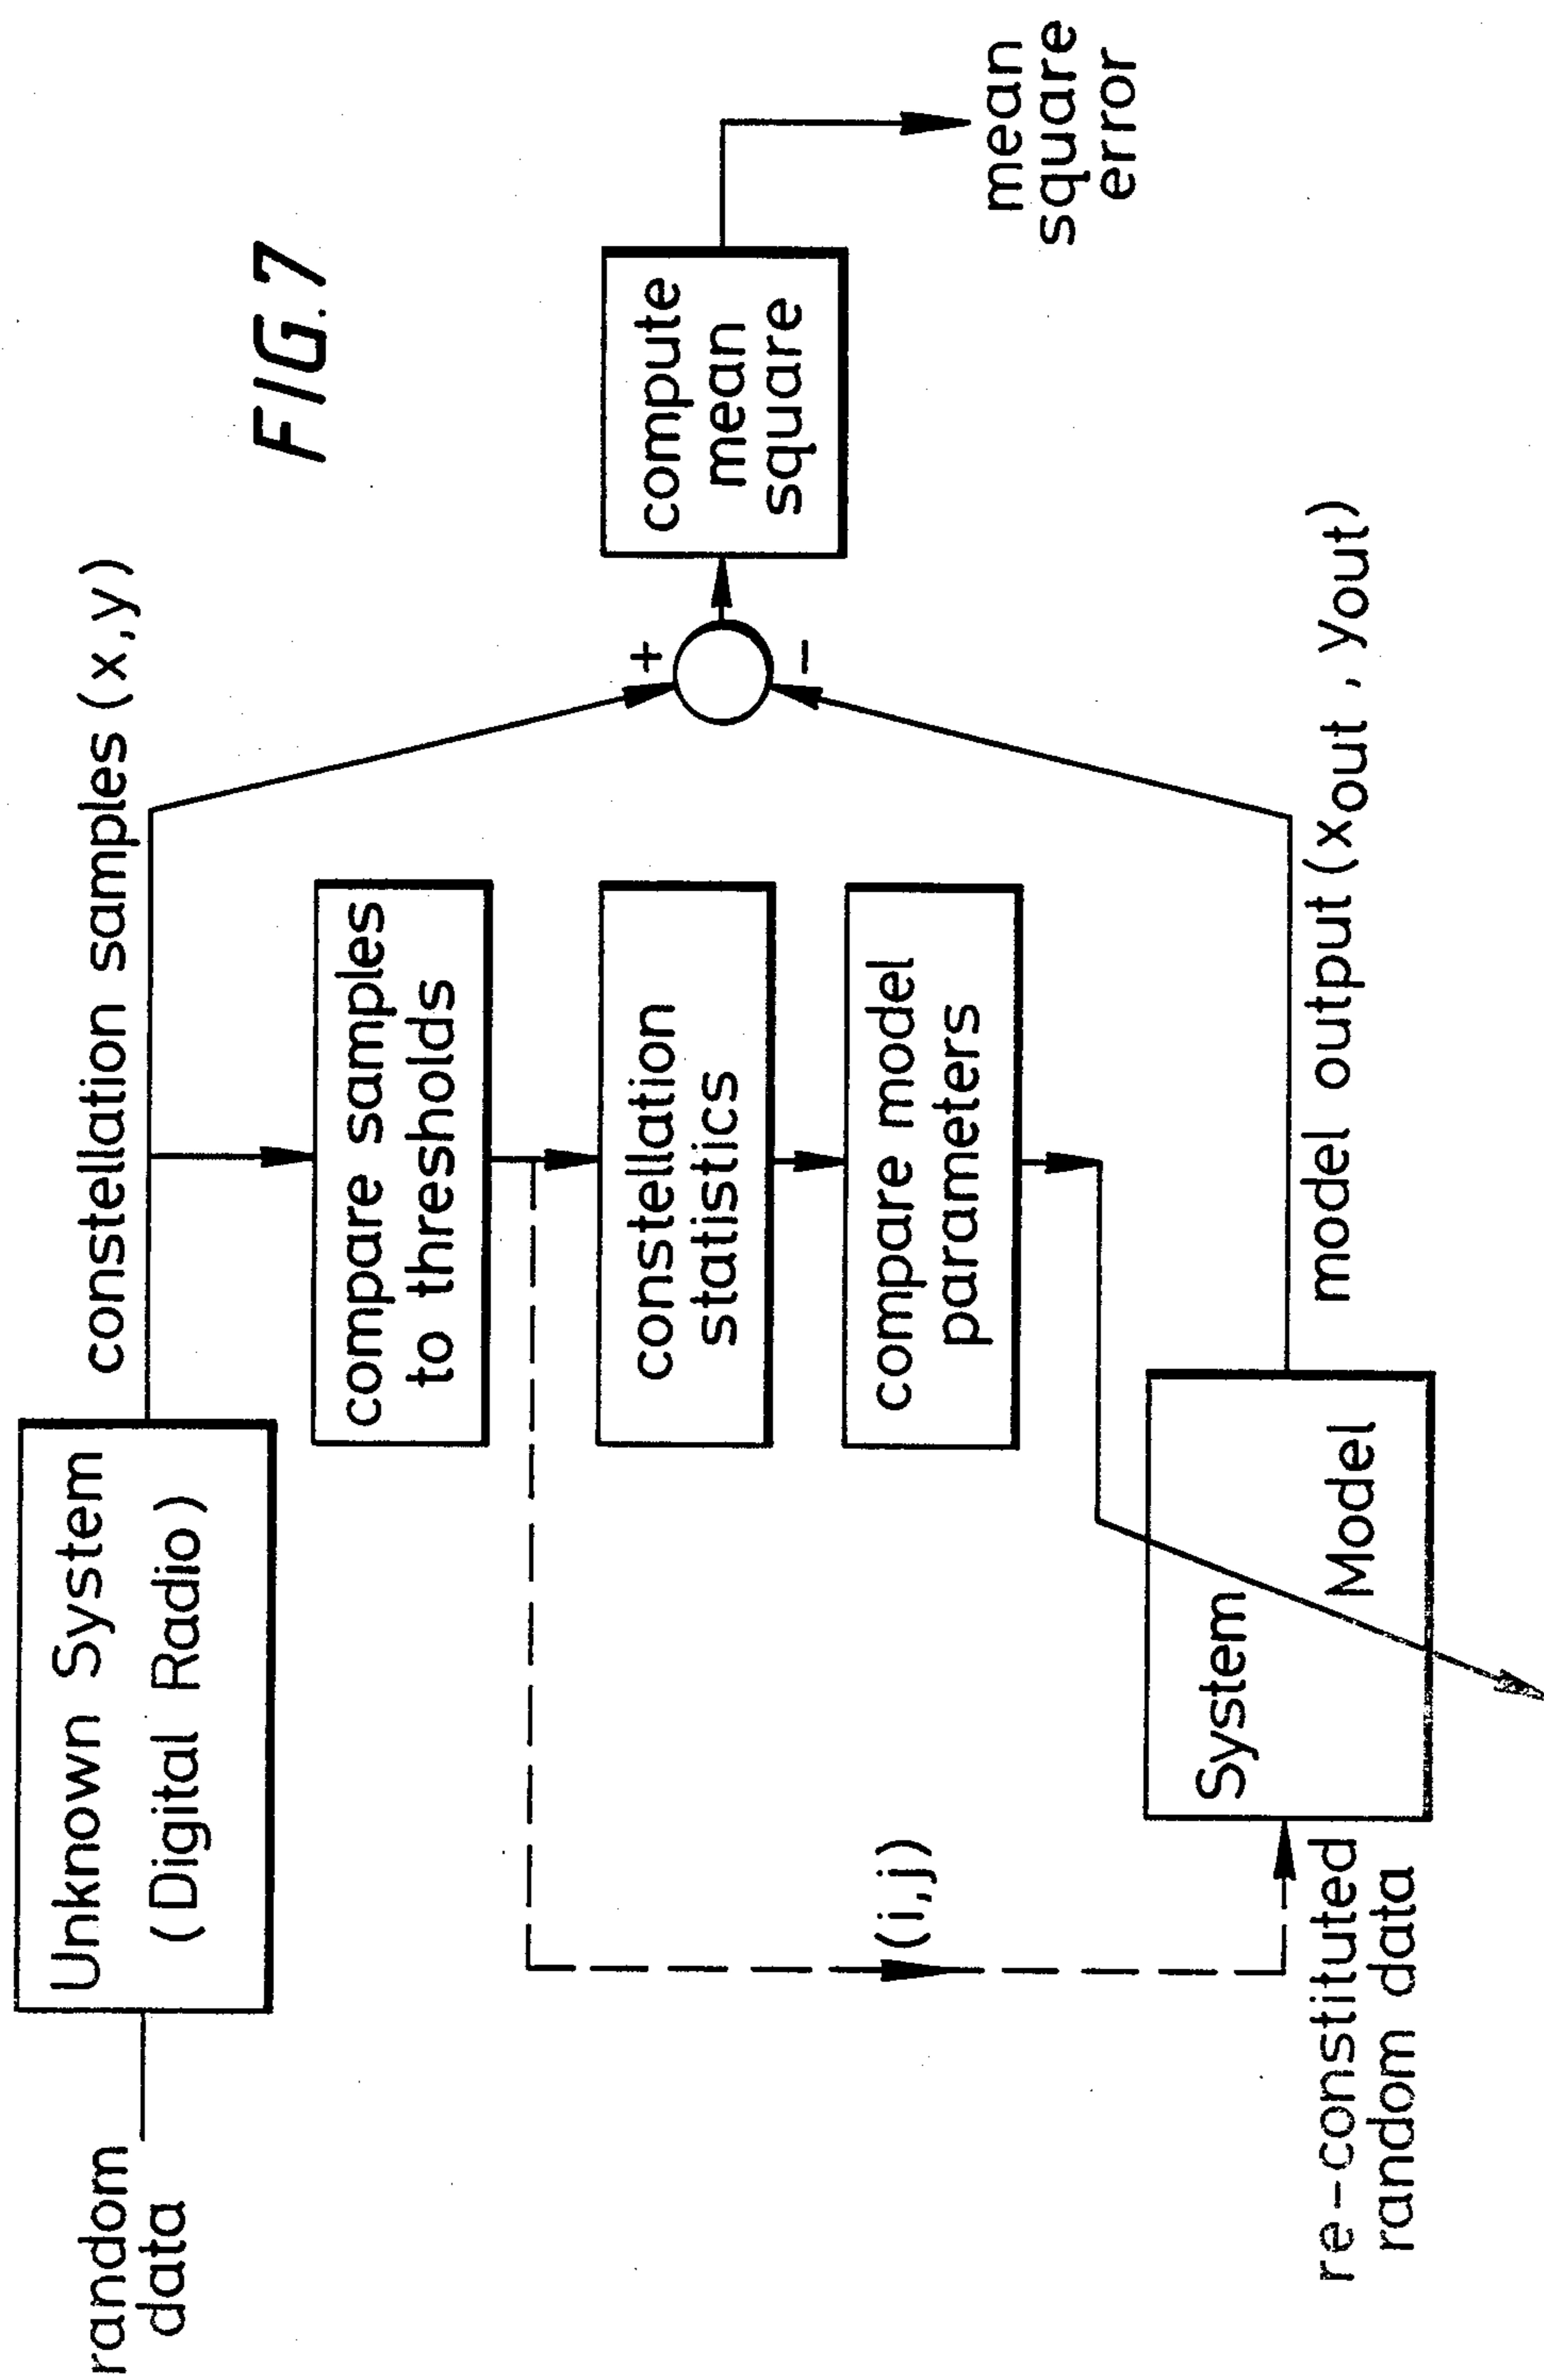 FIG.7
random
data
Unknown System
(Digital Radio)
constellation samples (x,y)
compare samples
to thresholds
constellation
statistics
compare model
parameters
+
−
compute
mean
square
mean
square
error
(i,j)
re-constituted
random data
System
Model
model output (xout , yout)